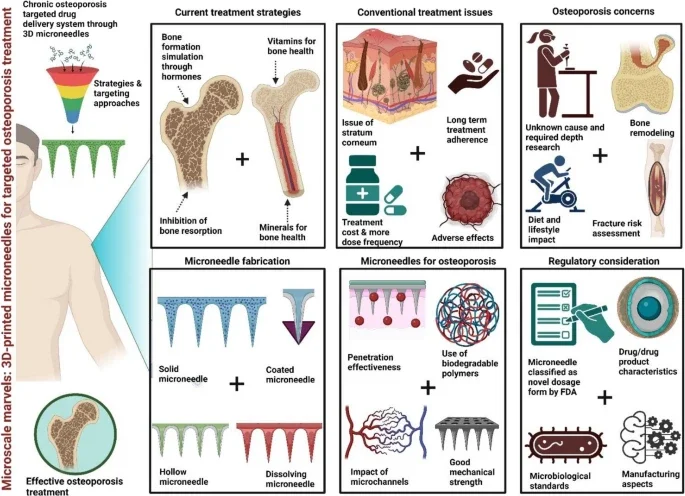 Microscale marvels: 3D-printed microneedles for targeted osteoporosis treatment
Chronic osteoporosis
targeted drug
delivery system through
3D microneedles
Strategies &
targeting
approaches
Effective osteoporosis
treatment
Current treatment strategies
Bone
formation
simulation
through
hormones
Vitamins for
bone health
+
Inhibition of
bone resorption
Minerals for
bone health
Conventional treatment issues
Issue of
stratum
corneum
Long term
treatment
adherence
+
Treatment
cost & more
dose frequency
Adverse effects
Osteoporosis concerns
Unknown cause and
required depth
research
Bone remodeling
+
Diet and
lifestyle
impact
Fracture risk
assessment
Microneedle fabrication
Solid
microneedle
Coated
microneedle
+
Hollow
microneedle
Dissolving
microneedle
Microneedles for osteoporosis
Penetration
effectiveness
Use of
biodegradable
polymers
+
Impact of
microchannels
Good
mechanical
strength
Regulatory consideration
Microneedle
classified as
novel dosage
form by FDA
Drug/drug
product
characteristics
+
Microbiological
standards
Manufacturing
aspects